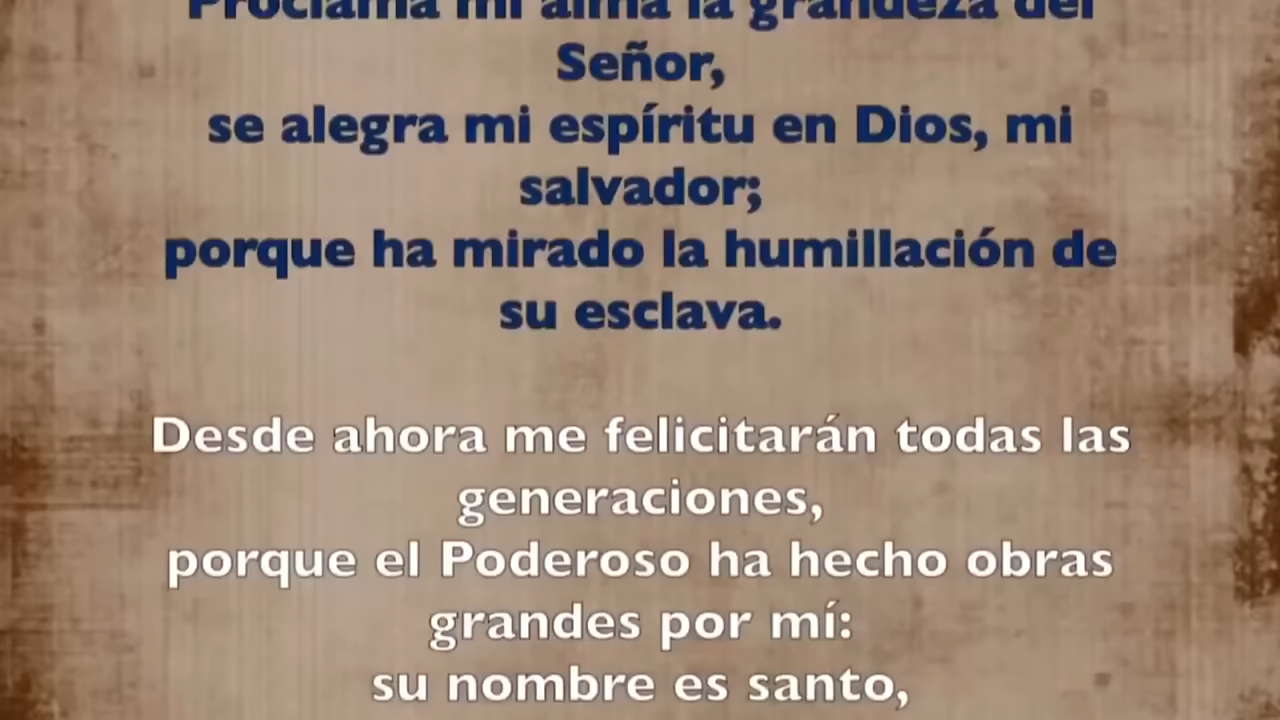 Proclama mi alma la grandeza del
Señor,
se alegra mi espíritu en Dios, mi
salvador;
porque ha mirado la humillación de
su esclava.
Desde ahora me felicitarán todas las
generaciones,
porque el Poderoso ha hecho obras
grandes por mí:
su nombre es santo,